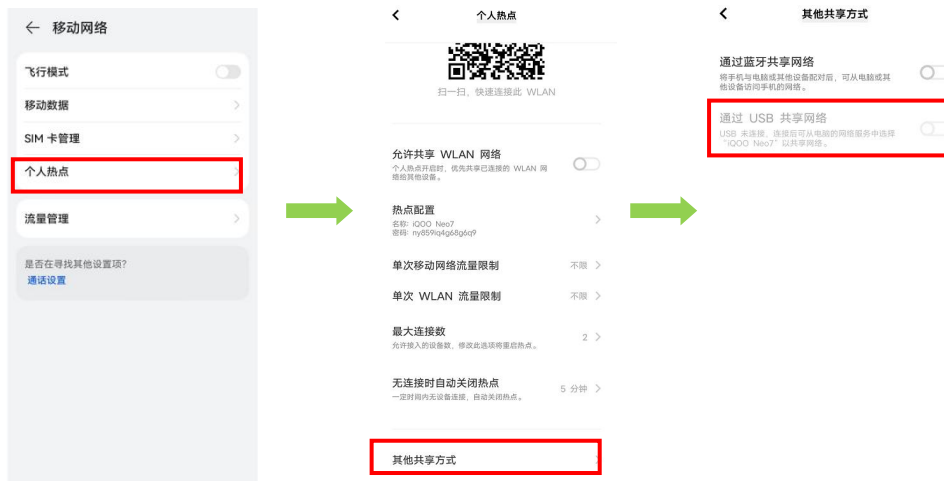 移动网络
飞行模式
移动数据
SIM 卡管理
个人热点
流量管理
是否在寻找其他设置项?
通话设置
个人热点
扫一扫，快速连接此 WLAN
允许共享 WLAN 网络
个人热点开启时，优先共享已连接的 WLAN 网
络给其他设备。
热点配置
名称: iQOO Neo7
密码: ny859iq4g68g6q9
单次移动网络流量限制 不限
单次 WLAN 流量限制 不限
最大连接数 2
允许接入的设备数，修改此选项将重启热点。
无连接时自动关闭热点 5 分钟
一定时间内无设备连接，自动关闭热点。
其他共享方式
其他共享方式
通过蓝牙共享网络
将手机与电脑或其他设备配对后，可从电脑或其
他设备访问手机的网络。
通过 USB 共享网络
USB 未连接，连接后可从电脑的网络服务中选择
“iQOO Neo7”以共享网络。